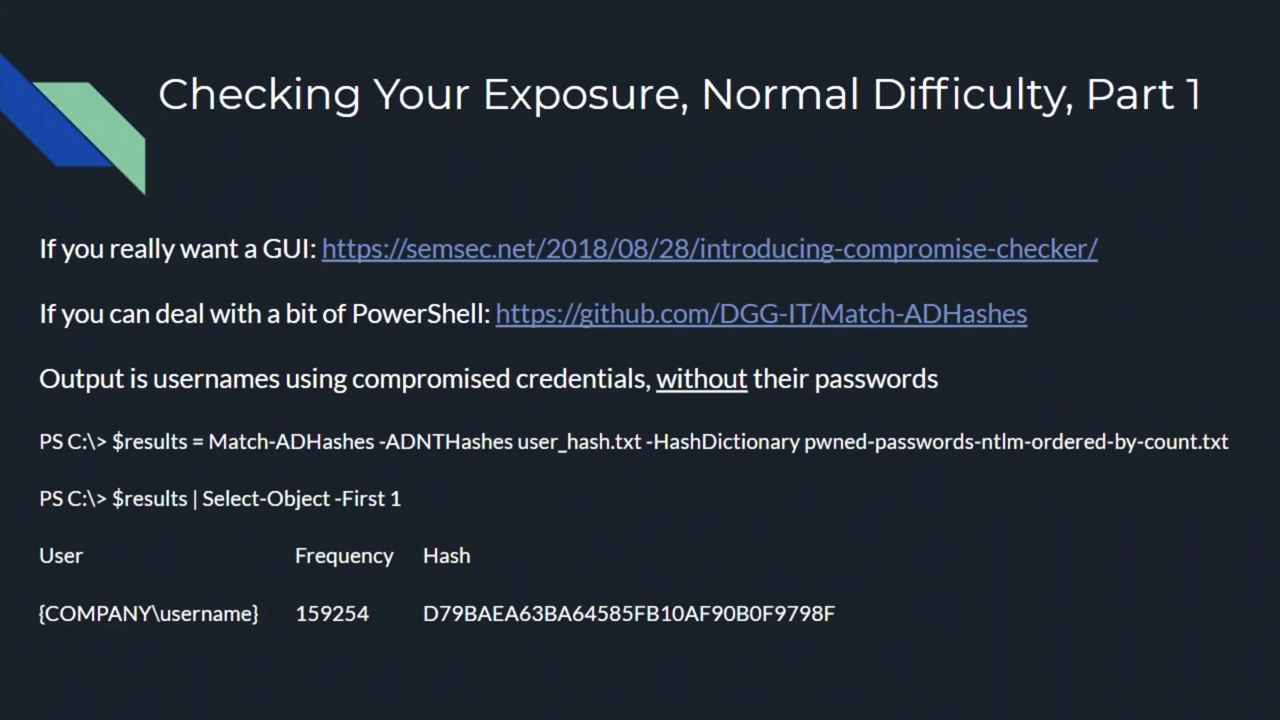 Checking Your Exposure, Normal Difficulty, Part 1
If you really want a GUI: https://semsec.net/2018/08/28/introducing-compromise-checker/
If you can deal with a bit of PowerShell: https://github.com/DGG-IT/Match-ADHashes
Output is usernames using compromised credentials, without their passwords
PS C:\> $results = Match-ADHashes -ADNTHashes user_hash.txt -HashDictionary pwned-passwords-ntlm-ordered-by-count.txt
PS C:\> $results | Select-Object -First 1
User Frequency Hash
{COMPANY\username} 159254 D79BAEA63BA64585FB10AF90B0F9798F